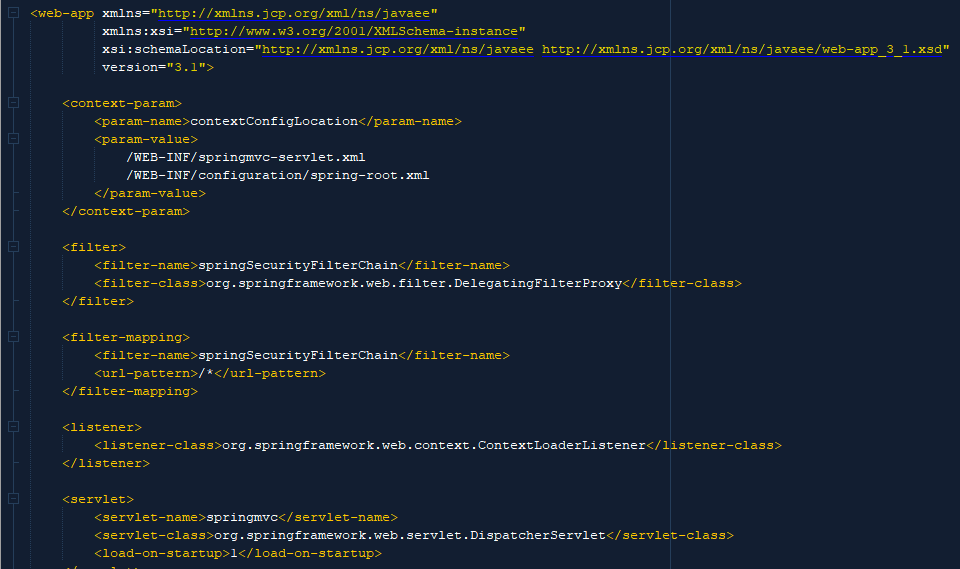 <web-app xmlns="http://xmlns.jcp.org/xml/ns/javaee"
         xmlns:xsi="http://www.w3.org/2001/XMLSchema-instance"
         xsi:schemaLocation="http://xmlns.jcp.org/xml/ns/javaee http://xmlns.jcp.org/xml/ns/javaee/web-app_3_1.xsd"
         version="3.1">
    <context-param>
        <param-name>contextConfigLocation</param-name>
        <param-value>
            /WEB-INF/springmvc-servlet.xml
            /WEB-INF/configuration/spring-root.xml
        </param-value>
    </context-param>
    <filter>
        <filter-name>springSecurityFilterChain</filter-name>
        <filter-class>org.springframework.web.filter.DelegatingFilterProxy</filter-class>
    </filter>
    <filter-mapping>
        <filter-name>springSecurityFilterChain</filter-name>
        <url-pattern>/*</url-pattern>
    </filter-mapping>
    <listener>
        <listener-class>org.springframework.web.context.ContextLoaderListener</listener-class>
    </listener>
    <servlet>
        <servlet-name>springmvc</servlet-name>
        <servlet-class>org.springframework.web.servlet.DispatcherServlet</servlet-class>
        <load-on-startup>1</load-on-startup>